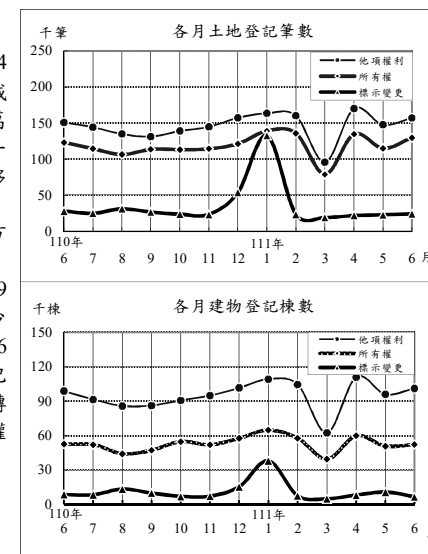 各月土地登記筆數
千筆
250
200
150
100
50
0
他項權利
所有權
標示變更
110年 111年
6 7 8 9 10 11 12 1 2 3 4 5 6 月
各月建物登記棟數
千棟
150
120
90
60
30
0
他項權利
所有權
標示變更
110年 111年
6 7 8 9 10 11 12 1 2 3 4 5 6
4
9
6